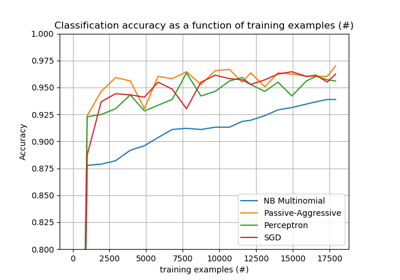 Classification accuracy as a function of training examples (#)
1.000
0.975
0.950
0.925
0.900
0.875
0.850
0.825
0.800
Accuracy
NB Multinomial
Passive-Aggressive
Perceptron
SGD
0 2500 5000 7500 10000 12500 15000 17500
training examples (#)